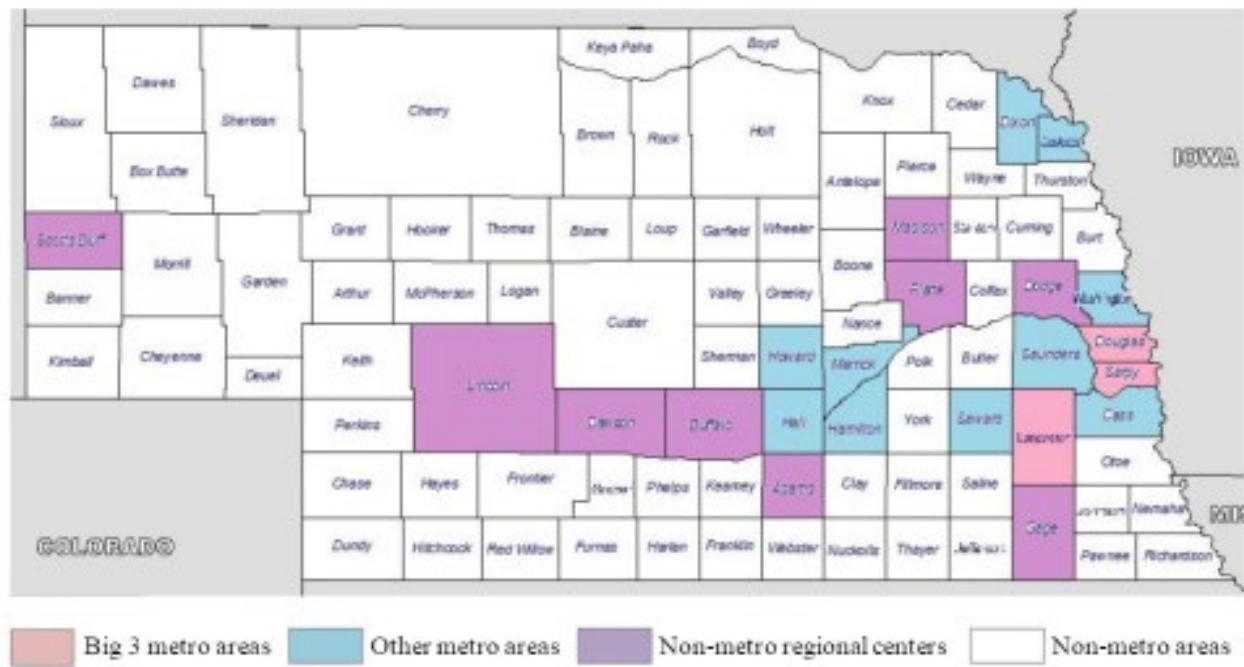 Keya Paha
Boyd
Dawes
Sioux
Sheridan
Cherry
Brown
Rock
Holt
Knox
Ceder
Dixon
IOWA
Box Butte
Antelope
Pierce
Wayne
Thurston
Scotts Bluff
Morrill
Garden
Grant
Hooker
Thomas
Blaine
Loup
Garfield
Wheeler
Madison
Cuming
Burt
Boone
Banner
Arthur
McPherson
Logan
Custer
Valley
Greeley
Platte
Colfax
Dodge
Washington
Nance
Kimball
Cheyenne
Deuel
Keith
Lincoln
Sherman
Howard
Merrick
Polk
Butler
Saunders
Douglas
Sarpy
Perkins
Dawson
Buffalo
Hall
Hamilton
York
Seward
Lancaster
Cass
Otoe
Chase
Hayes
Frontier
Phelps
Kearney
Adams
Clay
Fillmore
Saline
Gage
Nemaha
MIS
COLORADO
Dundy
Hitchcock
Red Willow
Furnas
Harlan
Franklin
Webster
Nuckolls
Thayer
Pawnee
Richardson
Big 3 metro areas
Other metro areas
Non-metro regional centers
Non-metro areas